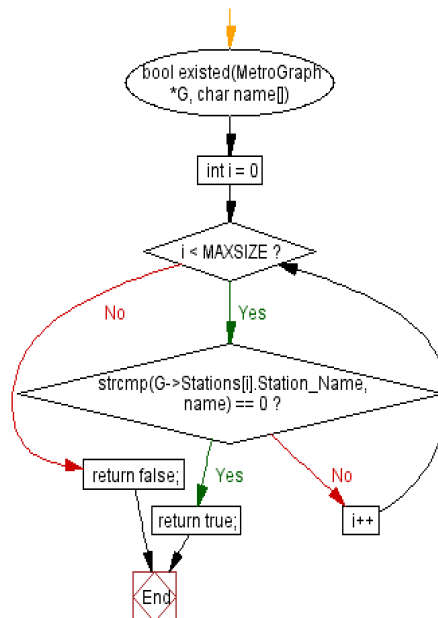 bool existed(MetroGraph
*G, char name[])
int i = 0
i < MAXSIZE ?
No
Yes
strcmp(G->Stations[i].Station_Name,
name) == 0 ?
Yes
No
return false;
return true;
i++
End